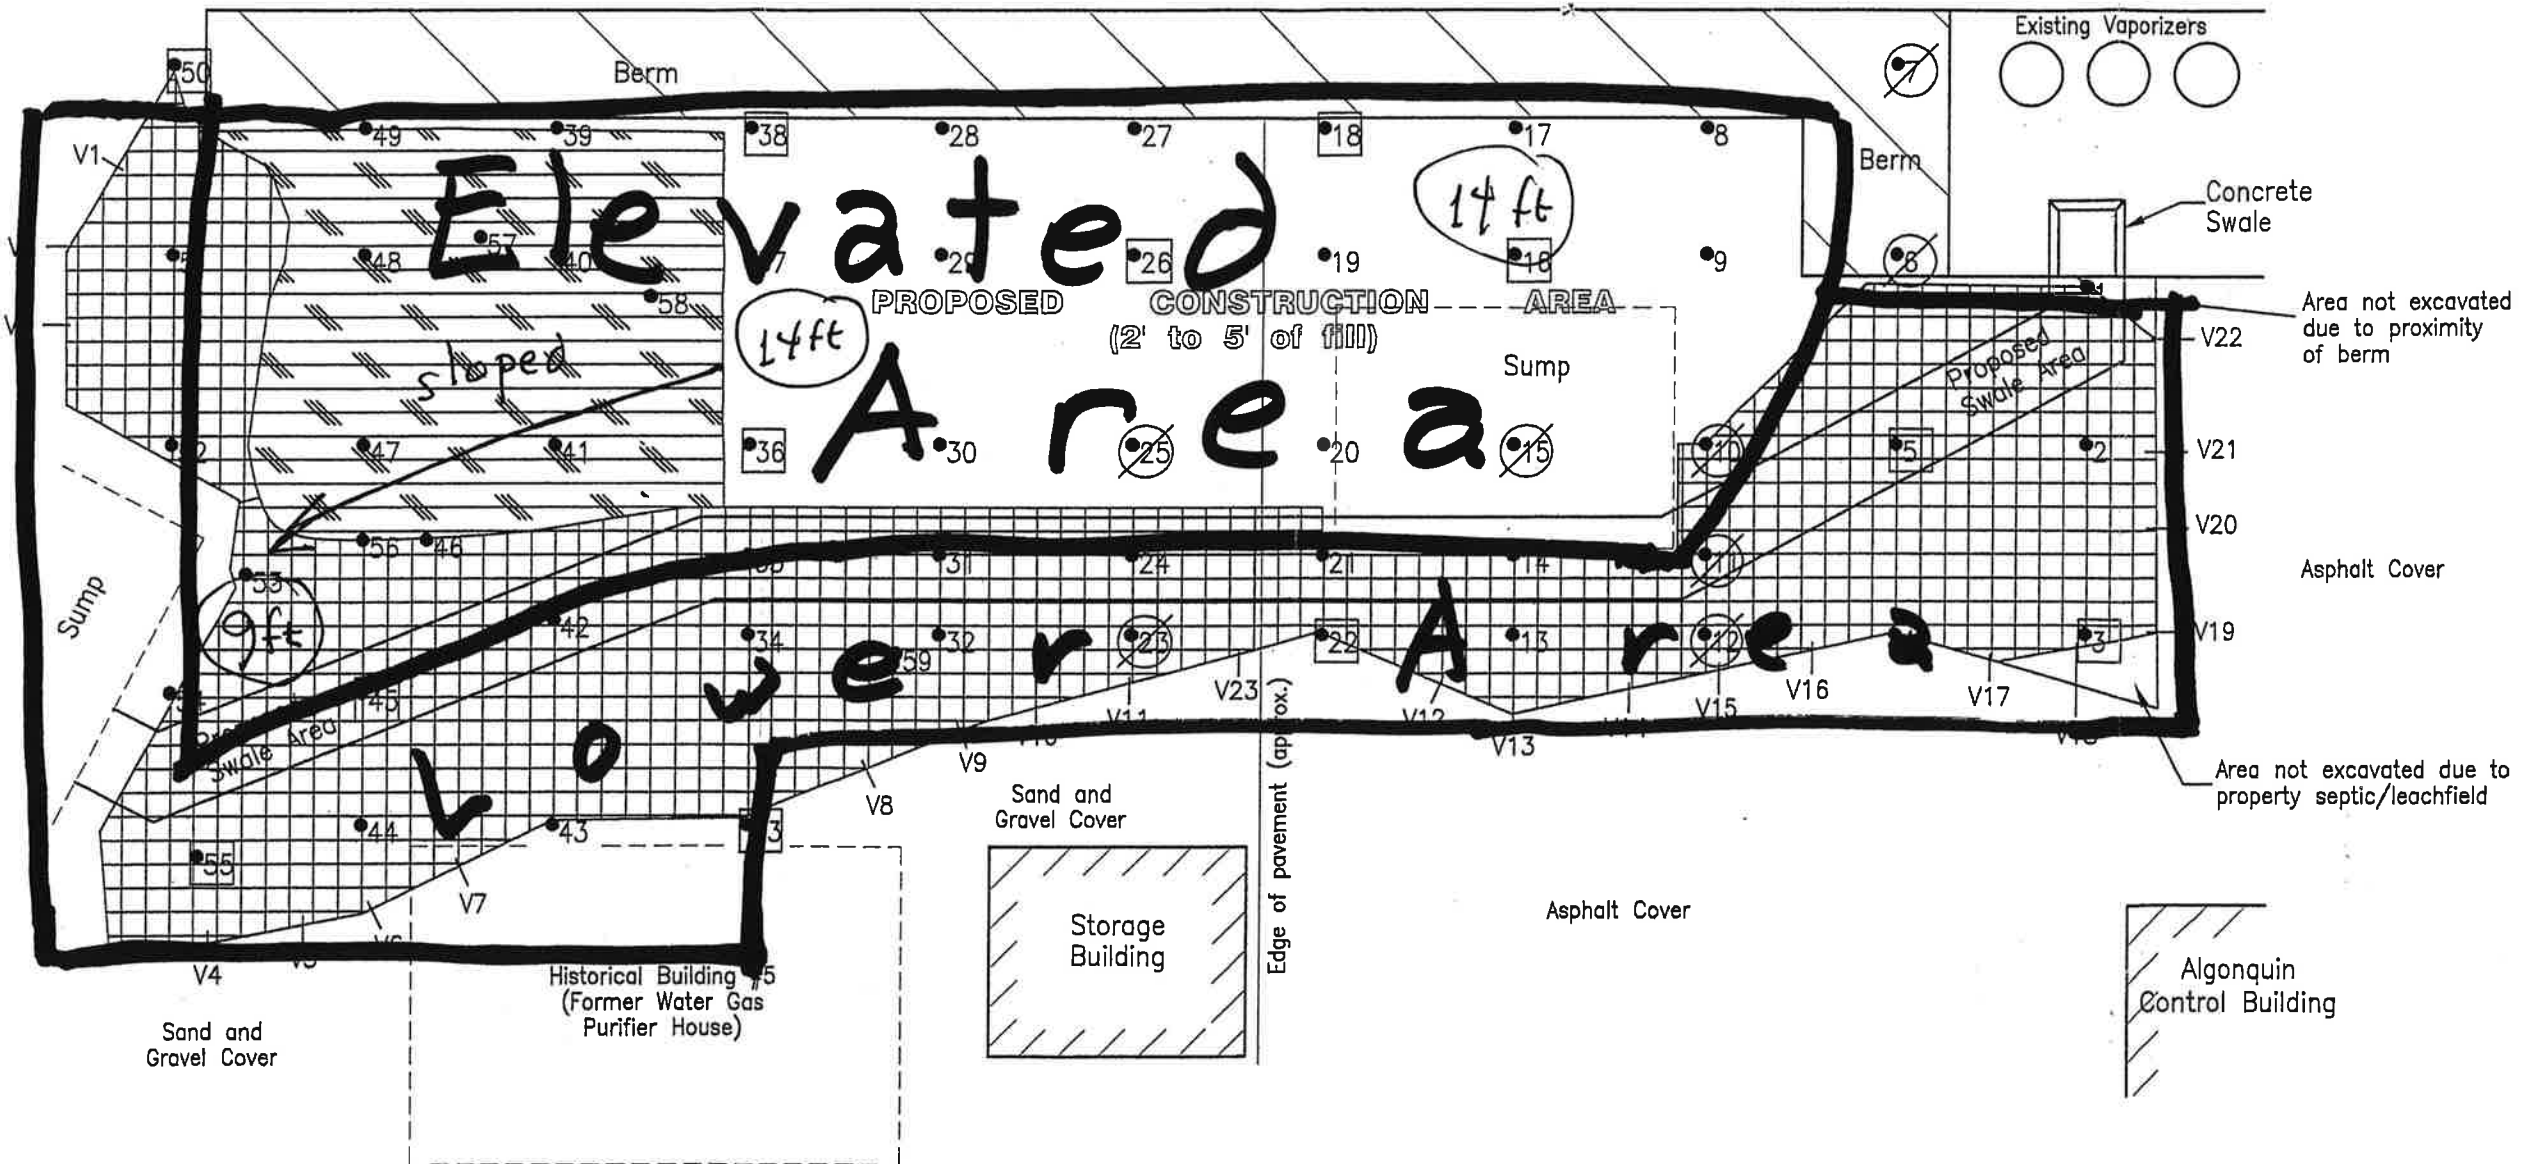 Existing Vaporizers
50
Berm
7
49
39
38
28
27
18
17
8
V1
Berm
Elevated
14 ft
Concrete
Swale
57
48
40
29
26
19
16
9
6
58
1
PROPOSED CONSTRUCTION AREA
(2' to 5' of fill)
14ft
Area not excavated
due to proximity
of berm
V22
sloped
Sump
Proposed
Swale Area
Area
47
41
36
30
25
20
15
10
5
2
V21
56
46
V20
31
24
21
14
11
53
Asphalt Cover
Sump
9ft
42
34
32
23
22
13
12
3
V19
Lower Area
59
54
45
V23
V12
V16
V17
V15
V11
Swale Area
V13
V9
Edge of pavement (approx.)
V8
Area not excavated due to
property septic/leachfield
Sand and
Gravel Cover
44
43
55
V7
Storage
Building
Asphalt Cover
V4
Historical Building #5
(Former Water Gas
Purifier House)
Algonquin
Control Building
Sand and
Gravel Cover